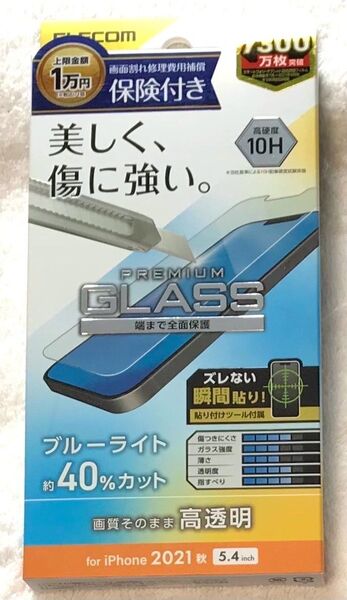 ELECOM
上限金額
1万円
画面割れ修理費用補償
保険付き
7300
万枚突破
美しく、
傷に強い。
高硬度
10H
PREMIUM
GLASS
端まで全面保護
ズレない
瞬間貼り!
貼り付けツール付属
ブルーライト
約40%カット
傷つきにくさ
ガラス強度
薄さ
透明度
指すべり
画質そのまま 高透明
for iPhone 2021 秋 5.4 inch